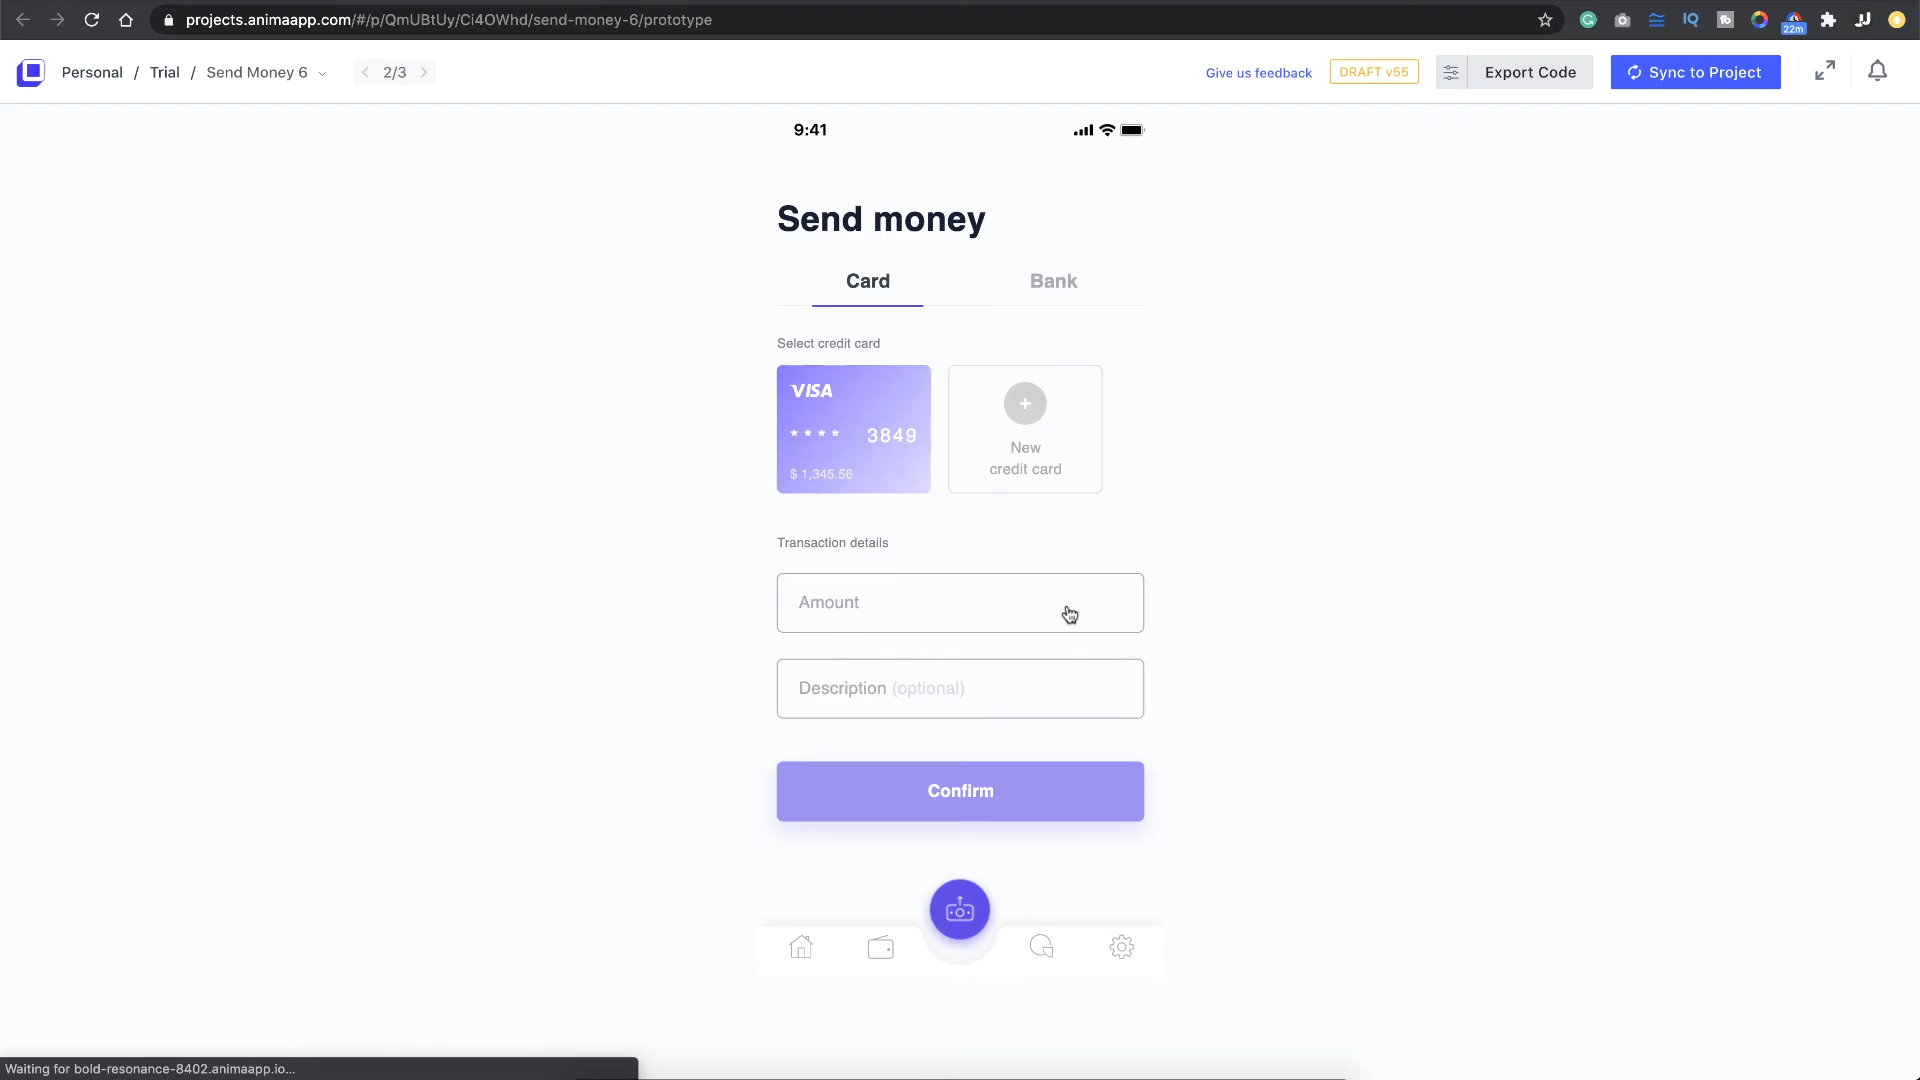 projects.animaapp.com/#/p/QmUBtUy/Ci4OWhd/send-money-6/prototype
22m
Personal / Trial / Send Money 6
2/3
Give us feedback
DRAFT v55
Export Code
Sync to Project
9:41
Send money
Card
Bank
Select credit card
VISA
**** 3849
$ 1,345.56
New
credit card
Transaction details
Amount
Description (optional)
Confirm
Waiting for bold-resonance-8402.animaapp.io...